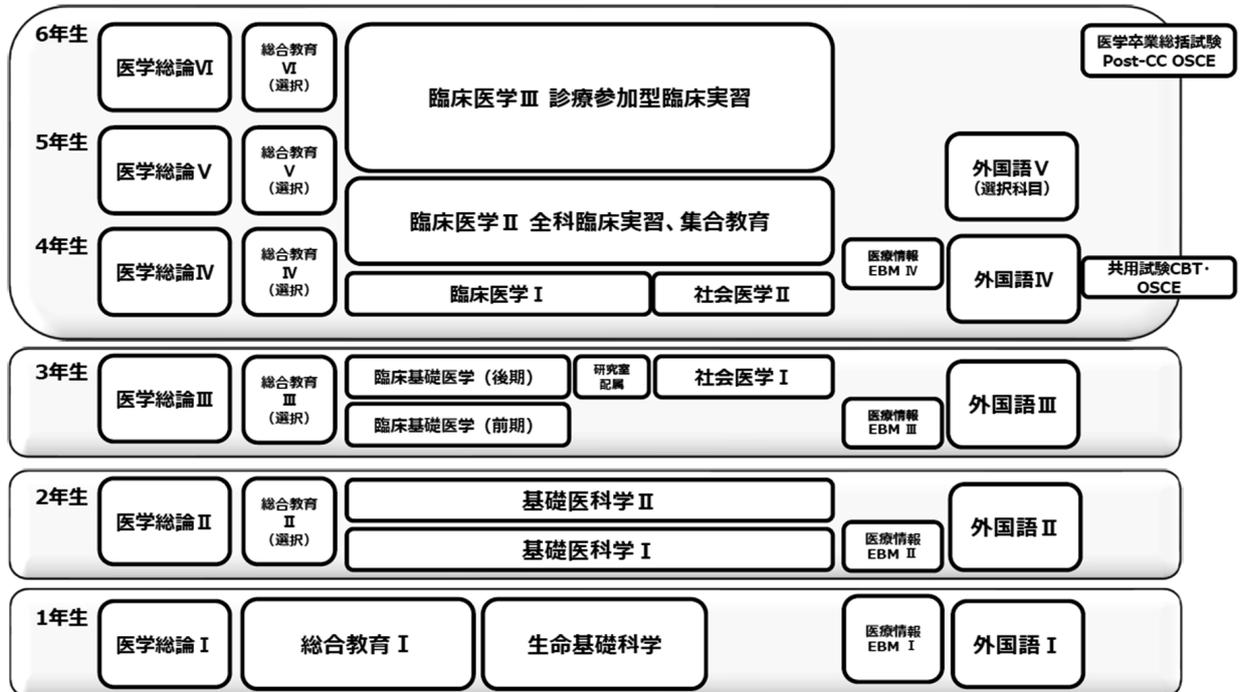 6年生
医学総論Ⅵ
総合教育
Ⅵ
（選択）
臨床医学Ⅲ 診療参加型臨床実習
医学卒業総括試験
Post-CC OSCE
5年生
医学総論Ⅴ
総合教育
Ⅴ
（選択）
外国語Ⅴ
（選択科目）
臨床医学Ⅱ 全科臨床実習、集合教育
4年生
医学総論Ⅳ
総合教育
Ⅳ
（選択）
臨床医学Ⅰ
社会医学Ⅱ
医療情報
EBM Ⅳ
外国語Ⅳ
共用試験CBT・
OSCE
3年生
医学総論Ⅲ
総合教育
Ⅲ
（選択）
臨床基礎医学（後期）
研究室
配属
社会医学Ⅰ
臨床基礎医学（前期）
医療情報
EBM Ⅲ
外国語Ⅲ
2年生
医学総論Ⅱ
総合教育
Ⅱ
（選択）
基礎医科学Ⅱ
基礎医科学Ⅰ
医療情報
EBM Ⅱ
外国語Ⅱ
1年生
医学総論Ⅰ
総合教育Ⅰ
生命基礎科学
医療情報
EBM Ⅰ
外国語Ⅰ